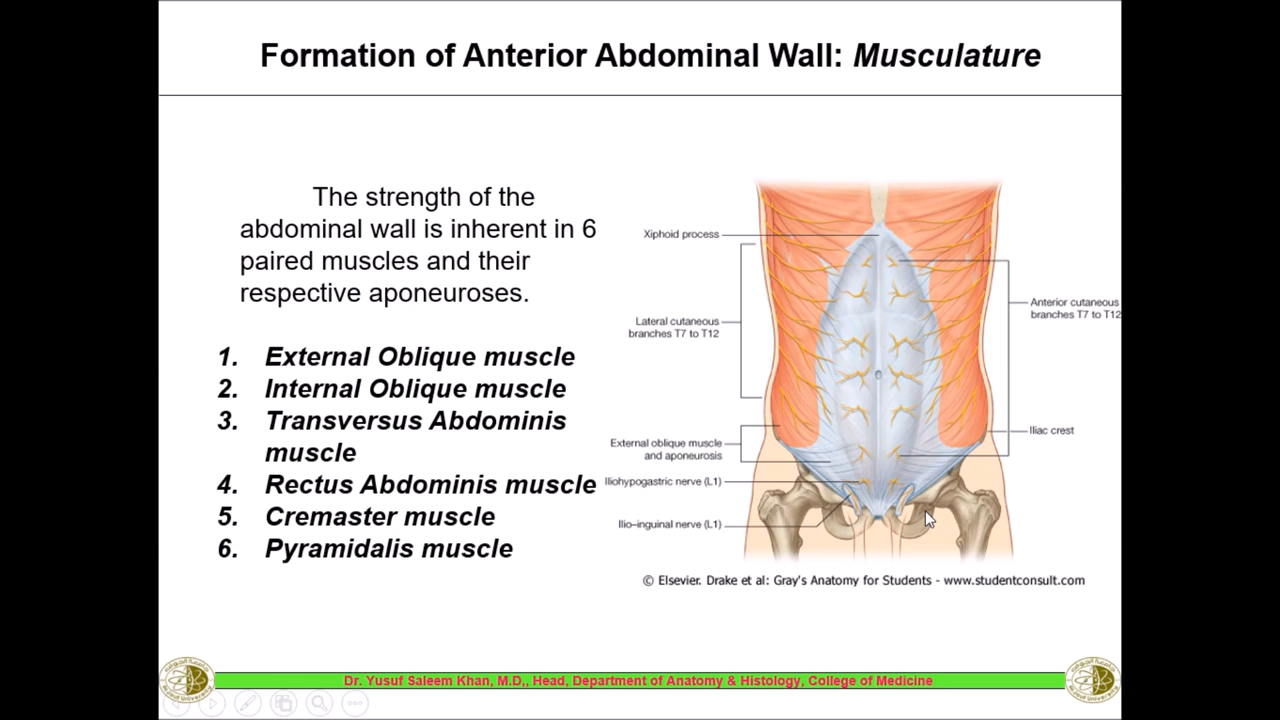 Formation of Anterior Abdominal Wall: Musculature
The strength of the
abdominal wall is inherent in 6
paired muscles and their
respective aponeuroses.
1. External Oblique muscle
2. Internal Oblique muscle
3. Transversus Abdominis
muscle
4. Rectus Abdominis muscle
5. Cremaster muscle
6. Pyramidalis muscle
Xiphoid process
Lateral cutaneous
branches T7 to T12
External oblique muscle
and aponeurosis
Iliohypogastric nerve (L1)
Ilio–inguinal nerve (L1)
Anterior cutaneous
branches T7 to T12
Iliac crest
© Elsevier. Drake et al: Gray's Anatomy for Students - www.studentconsult.com
Dr. Yusuf Saleem Khan, M.D,, Head, Department of Anatomy & Histology, College of Medicine